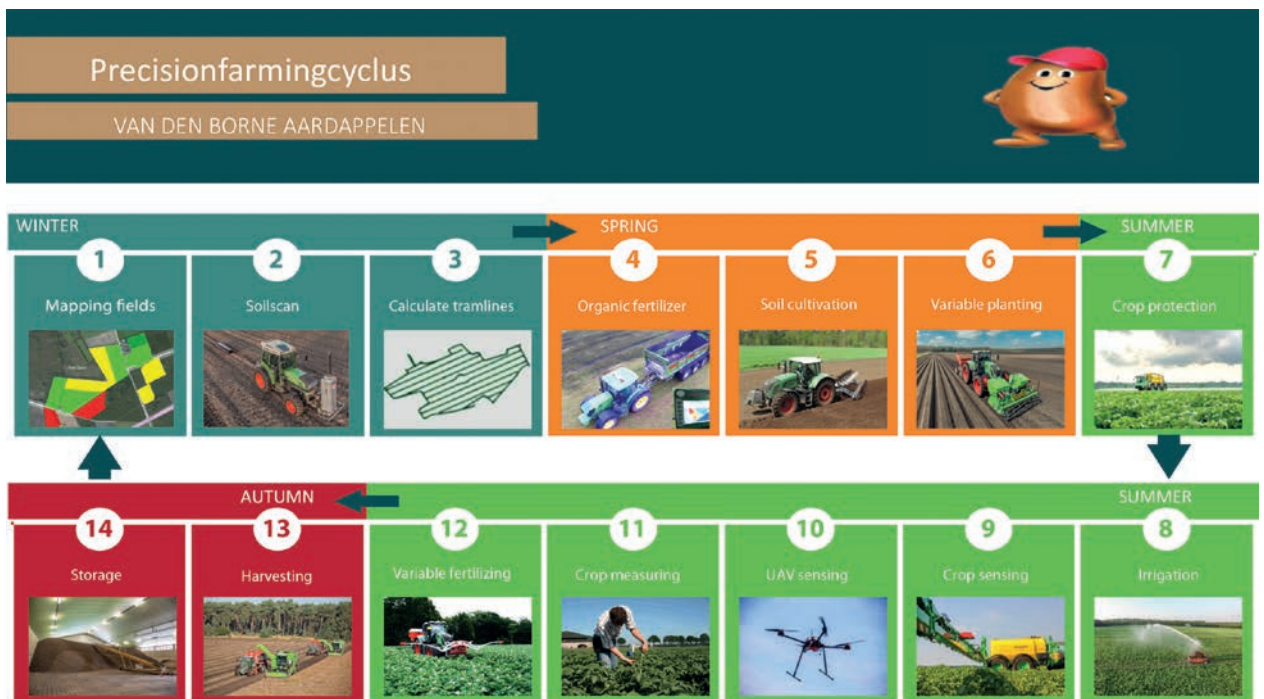 Precisionfarmingcyclus
VAN DEN BORNE AARDAPPELEN
WINTER
SPRING
SUMMER
1
2
3
4
5
6
7
Mapping fields
Soilscan
Calculate tramlines
Organic fertilizer
Soil cultivation
Variable planting
Crop protection
AUTUMN
SUMMER
14
13
12
11
10
9
8
Storage
Harvesting
Variable fertilizing
Crop measuring
UAV sensing
Crop sensing
Irrigation